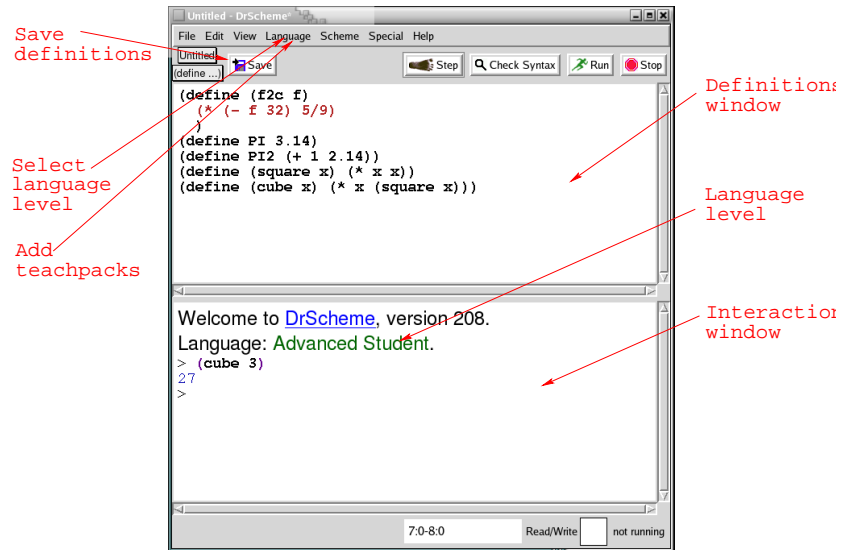 Untitled - DrScheme*
File Edit View Language Scheme Special Help
Untitled
(define ...)
Save
Step
Check Syntax
Run
Stop
(define (f2c f)
(* (- f 32) 5/9)
)
(define PI 3.14)
(define PI2 (+ 1 2.14))
(define (square x) (* x x))
(define (cube x) (* x (square x)))
Welcome to DrScheme, version 208.
Language: Advanced Student.
> (cube 3)
27
>
7:0-8:0
Read/Write
not running
Save
definitions
Select
language
level
Add
teachpacks
Definitions
window
Language
level
Interaction
window